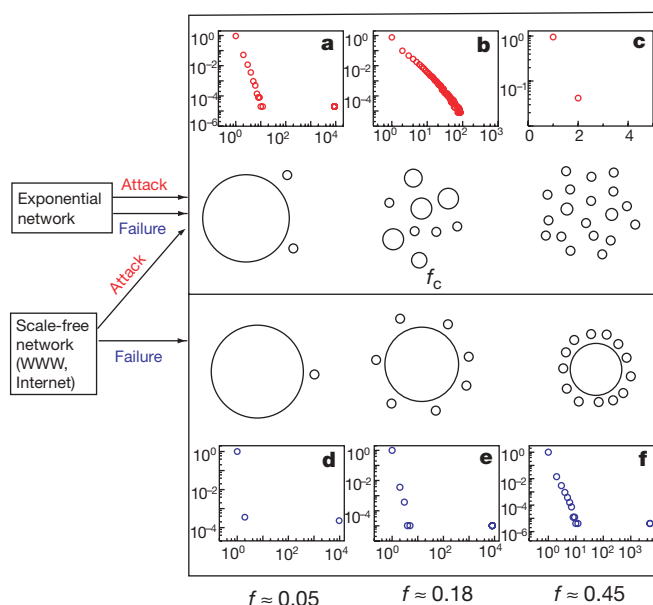 a
b
c
10^0
10^-2
10^-4
10^-6
10^0 10^2 10^4
10^0
10^-2
10^-4
10^0 10^1 10^2 10^3
10^0
10^-1
0 2 4
Exponential
network
Attack
Failure
Attack
f_c
Scale-free
network
(WWW,
Internet)
Failure
d
e
f
10^0
10^-2
10^-4
10^0 10^2 10^4
10^0
10^-2
10^-4
10^0 10^2 10^4
10^0
10^-2
10^-4
10^-6
10^0 10^1 10^2 10^3
f ≈ 0.05
f ≈ 0.18
f ≈ 0.45